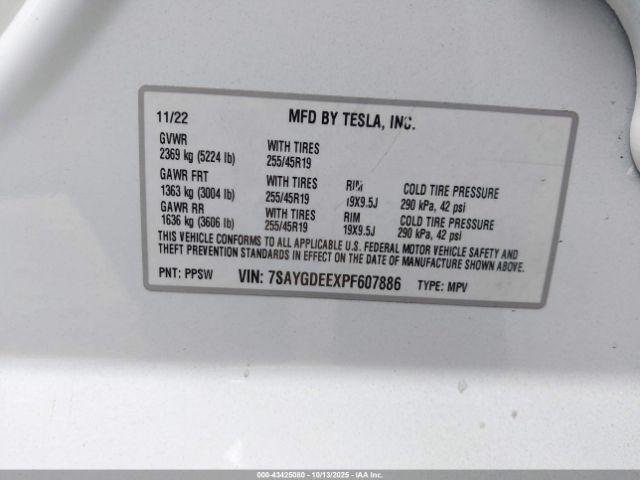 11/22 MFD BY TESLA, INC.
GVWR
2369 kg (5224 lb) WITH TIRES 255/45R19
GAWR FRT
1363 kg (3004 lb) WITH TIRES 255/45R19 RIM 19X9.5J COLD TIRE PRESSURE 290 kPa, 42 psi
GAWR RR
1636 kg (3606 lb) WITH TIRES 255/45R19 RIM 19X9.5J COLD TIRE PRESSURE 290 kPa, 42 psi
THIS VEHICLE CONFORMS TO ALL APPLICABLE U.S. FEDERAL MOTOR VEHICLE SAFETY AND
THEFT PREVENTION STANDARDS IN EFFECT ON THE DATE OF MANUFACTURE SHOWN ABOVE.
PNT: PPSW VIN: 7SAYGDEEXPF607886 TYPE: MPV
000-43425080 - 10/13/2025 - IAAI Inc.